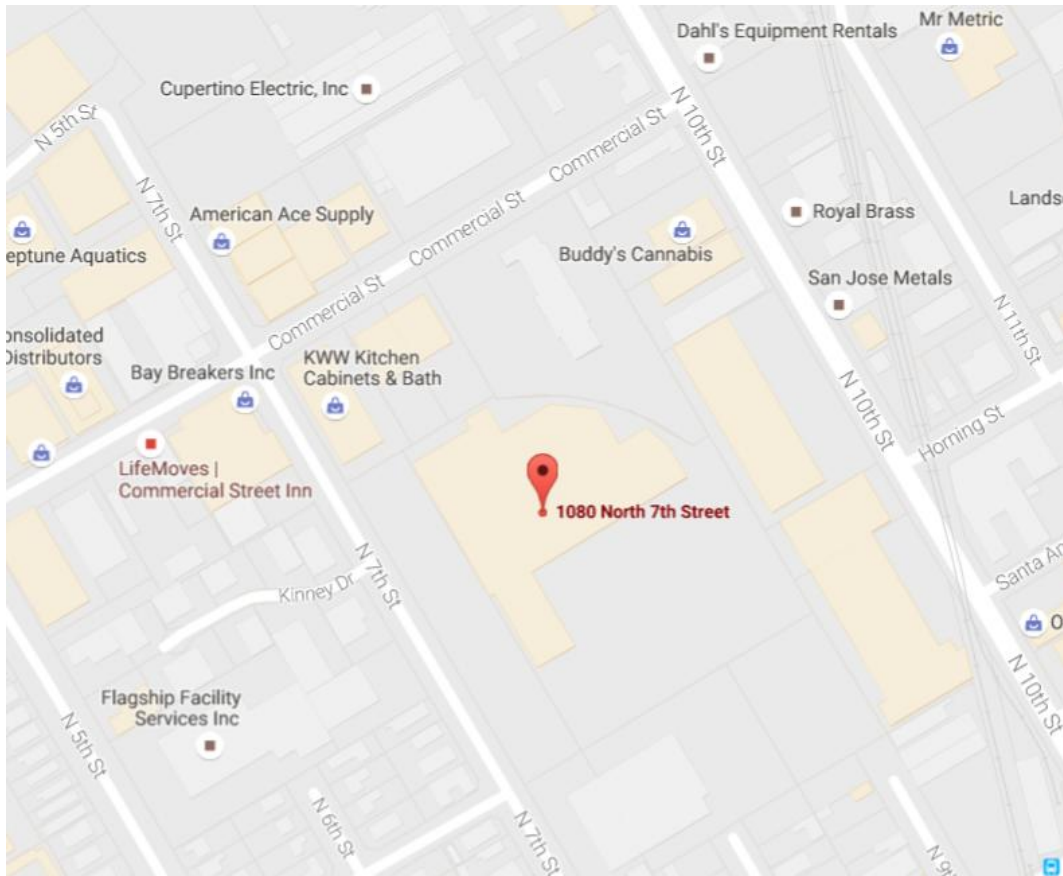 Mr Metric
Dahl's Equipment Rentals
Cupertino Electric, Inc
N 5th St
N 10th St
Commercial St
N 7th St
American Ace Supply
Royal Brass
Lands
Commercial St
eptune Aquatics
Buddy's Cannabis
San Jose Metals
Commercial St
N 11th St
onsolidated
Distributors
KWW Kitchen
Cabinets & Bath
Bay Breakers Inc
N 10th St
Horning St
LifeMoves |
Commercial Street Inn
1080 North 7th Street
N 7th St
Kinney Dr
Santa An
O
N 10th St
Flagship Facility
Services Inc
N 5th St
N 6th St
N 7th St
N 9t